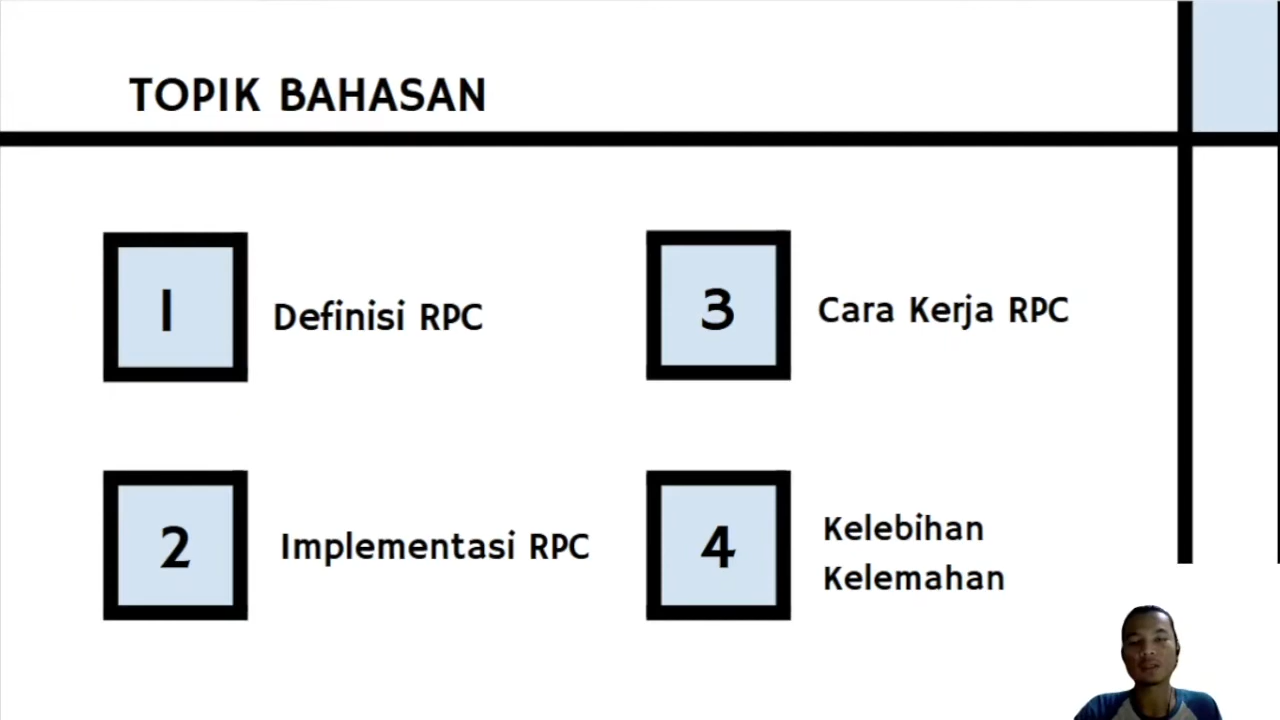 TOPIK BAHASAN
1
Definisi RPC
2
Implementasi RPC
3
Cara Kerja RPC
4
Kelebihan
Kelemahan